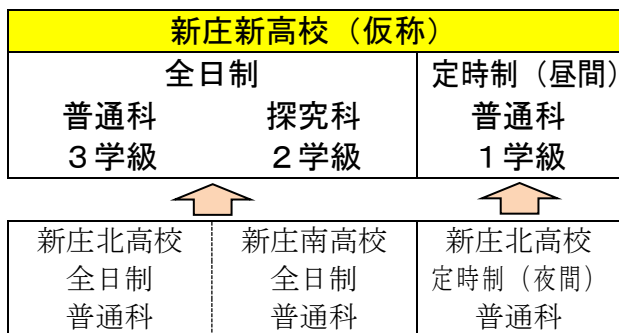 新庄新高校（仮称）
全日制 定時制（昼間）
普通科 探究科 普通科
３学級 ２学級 １学級
新庄北高校 新庄南高校 新庄北高校
全日制 全日制 定時制（夜間）
普通科 普通科 普通科